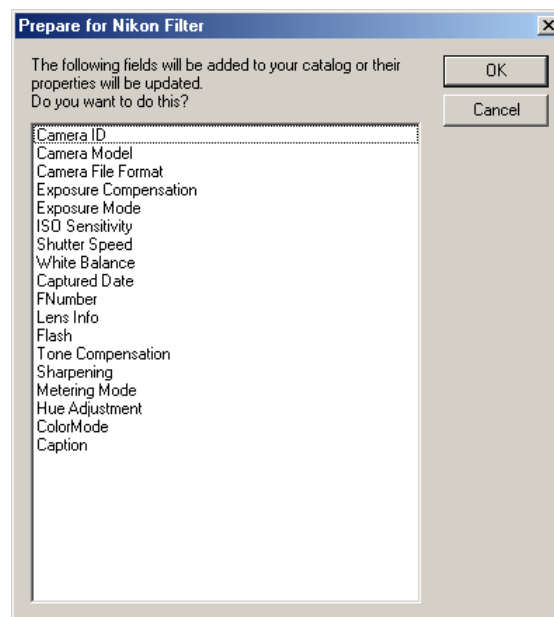 Prepare for Nikon Filter
The following fields will be added to your catalog or their
properties will be updated.
Do you want to do this?
OK
Cancel
Camera ID
Camera Model
Camera File Format
Exposure Compensation
Exposure Mode
ISO Sensitivity
Shutter Speed
White Balance
Captured Date
FNumber
Lens Info
Flash
Tone Compensation
Sharpening
Metering Mode
Hue Adjustment
ColorMode
Caption